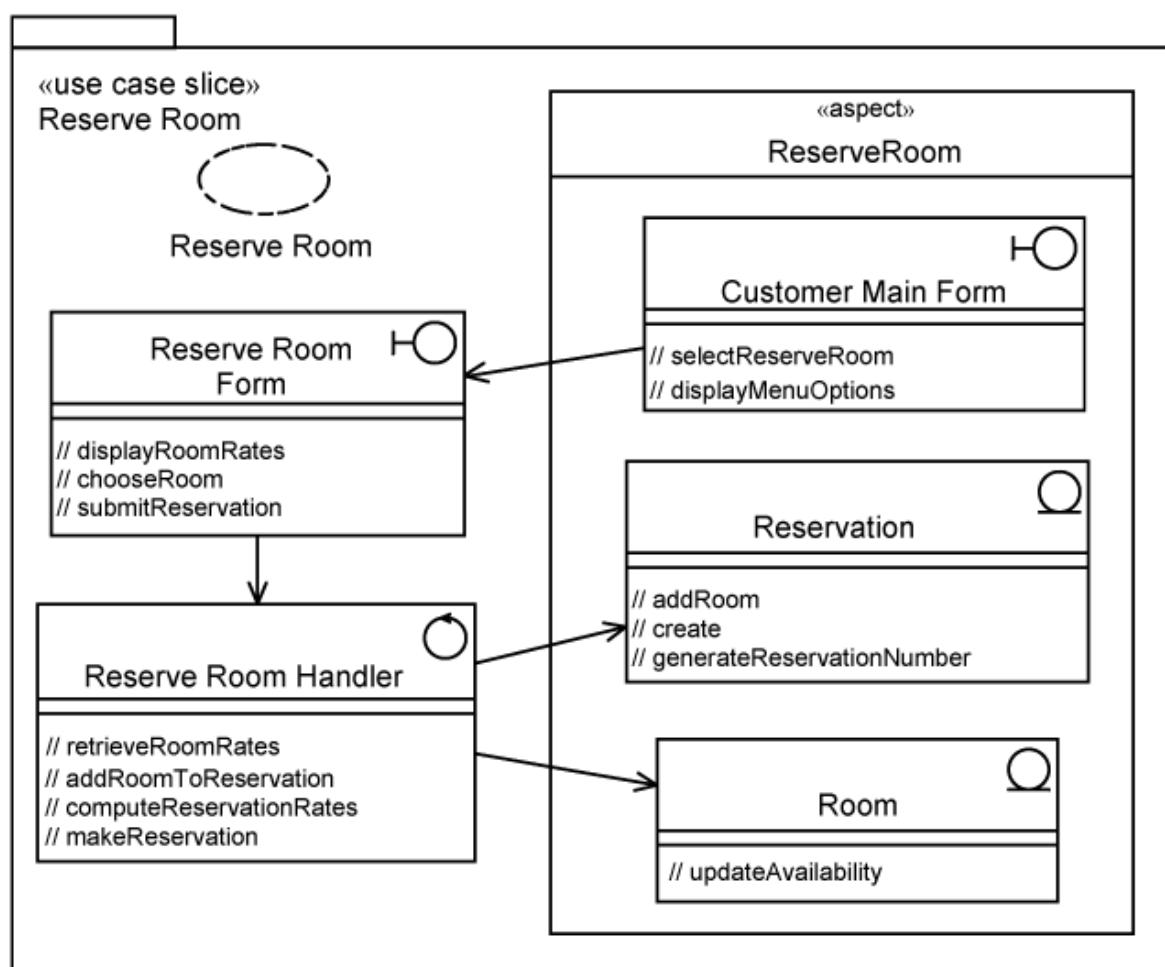 «use case slice»
Reserve Room
Reserve Room
«aspect»
ReserveRoom
Customer Main Form
// selectReserveRoom
// displayMenuOptions
Reserve Room
Form
// displayRoomRates
// chooseRoom
// submitReservation
Reservation
// addRoom
// create
// generateReservationNumber
Reserve Room Handler
// retrieveRoomRates
// addRoomToReservation
// computeReservationRates
// makeReservation
Room
// updateAvailability